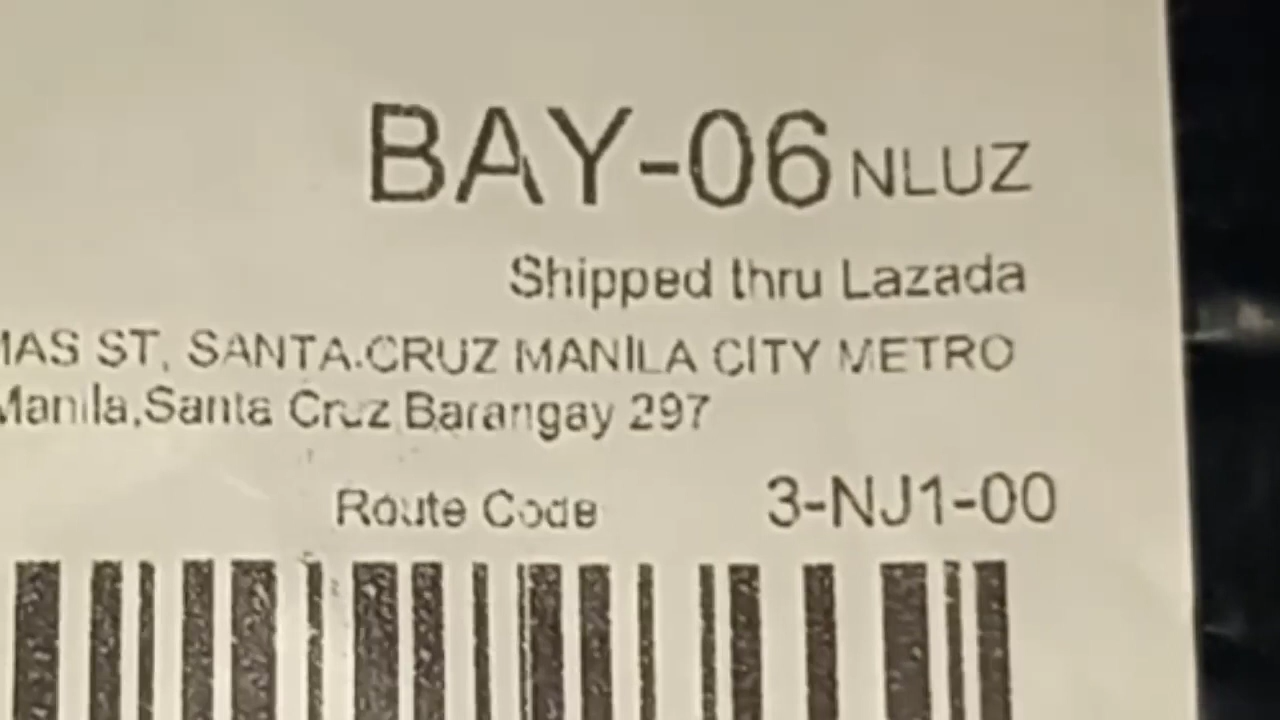 BAY-06 NLUZ
Shipped thru Lazada
MAS ST, SANTA.CRUZ MANILA CITY METRO
Manila,Santa Cruz Barangay 297
Route Code 3-NJ1-00